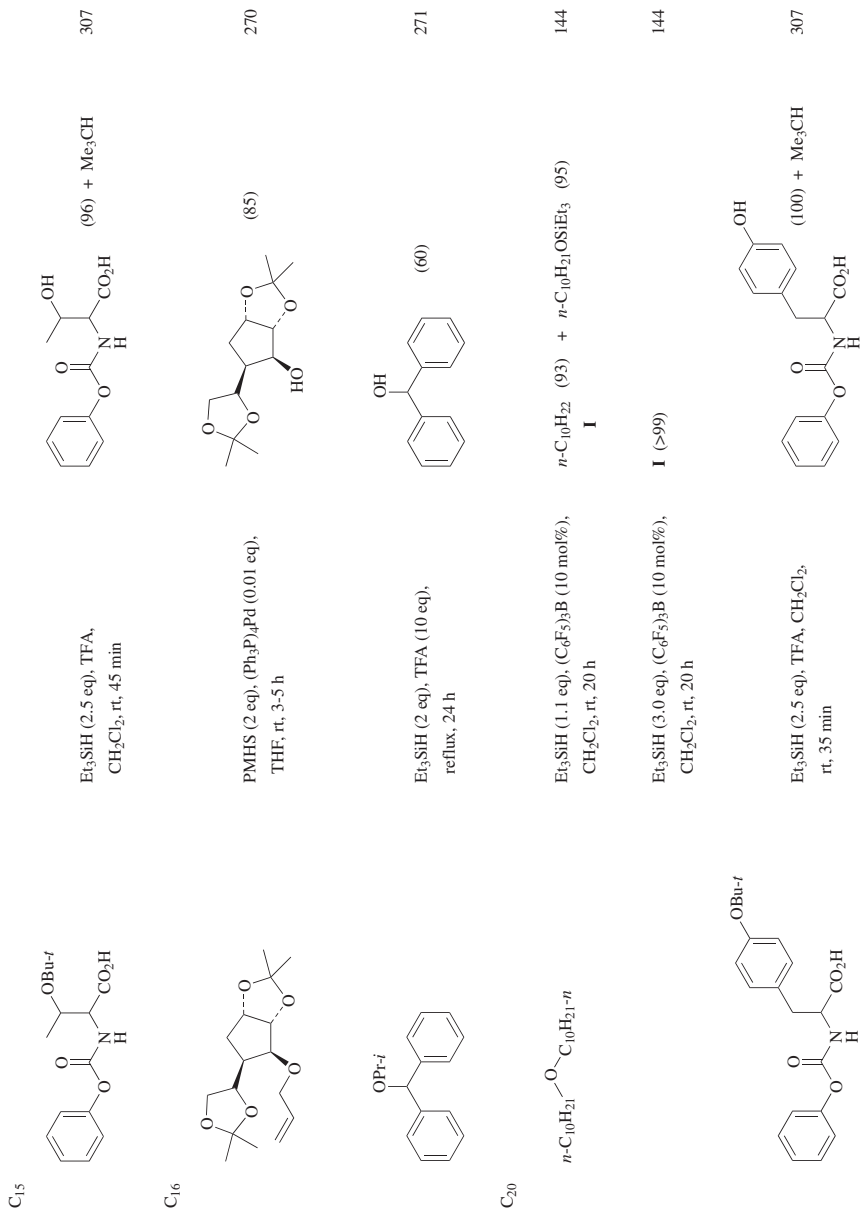 C15
OBu-t
O
O
N
H
CO2H
Et3SiH (2.5 eq), TFA,
CH2Cl2, rt, 45 min
OH
O
O
N
H
CO2H
(96) + Me3CH
307
C16
O
O
O
O
O
PMHS (2 eq), (Ph3P)4Pd (0.01 eq),
THF, rt, 3-5 h
O
O
HO
O
O
(85)
270
OPr-i
Et3SiH (2 eq), TFA (10 eq),
reflux, 24 h
OH
(60)
271
C20
n-C10H21
O
C10H21-n
Et3SiH (1.1 eq), (C6F5)3B (10 mol%),
CH2Cl2, rt, 20 h
n-C10H22 (93) + n-C10H21OSiEt3 (95)
I
144
Et3SiH (3.0 eq), (C6F5)3B (10 mol%),
CH2Cl2, rt, 20 h
I (>99)
144
OBu-t
O
O
N
H
CO2H
Et3SiH (2.5 eq), TFA, CH2Cl2,
rt, 35 min
OH
O
O
N
H
CO2H
(100) + Me3CH
307